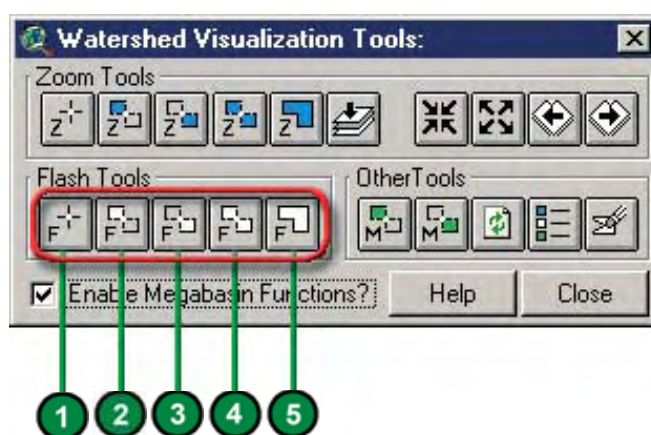 Watershed Visualization Tools:
Zoom Tools
Z Z Z Z Z
Flash Tools
OtherTools
F F F F F
M M
Enable Megabasin Functions?
Help
Close
1 2 3 4 5